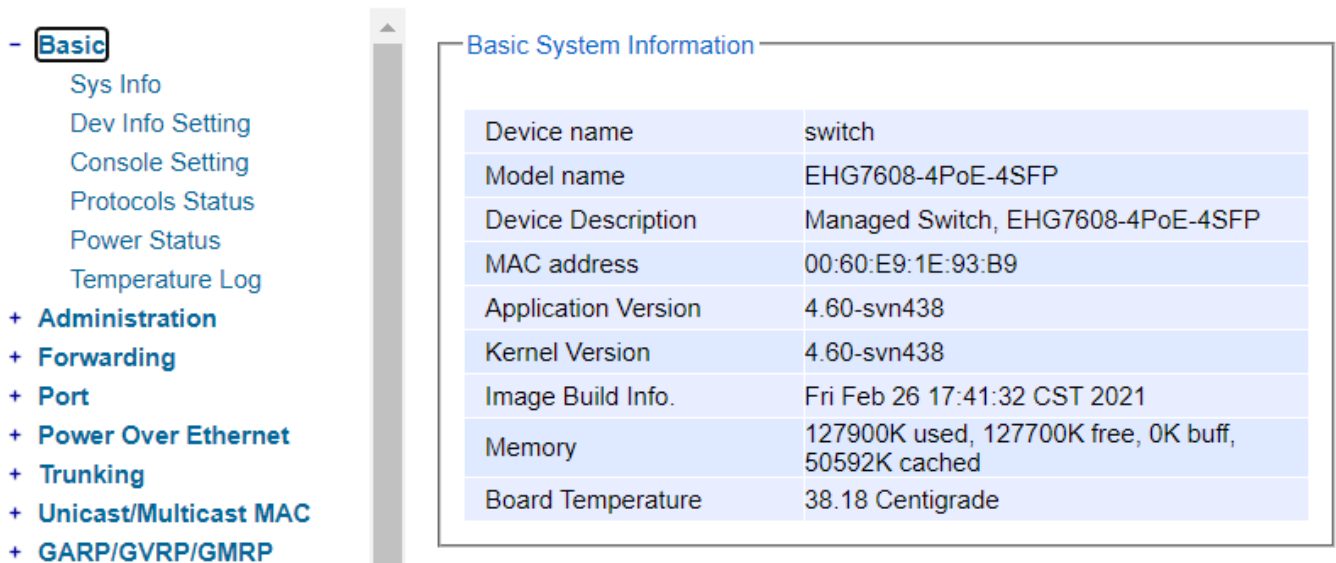 − Basic
Sys Info
Dev Info Setting
Console Setting
Protocols Status
Power Status
Temperature Log
+ Administration
+ Forwarding
+ Port
+ Power Over Ethernet
+ Trunking
+ Unicast/Multicast MAC
+ GARP/GVRP/GMRP
Basic System Information
Device name switch
Model name EHG7608-4PoE-4SFP
Device Description Managed Switch, EHG7608-4PoE-4SFP
MAC address 00:60:E9:1E:93:B9
Application Version 4.60-svn438
Kernel Version 4.60-svn438
Image Build Info. Fri Feb 26 17:41:32 CST 2021
Memory 127900K used, 127700K free, 0K buff,
50592K cached
Board Temperature 38.18 Centigrade